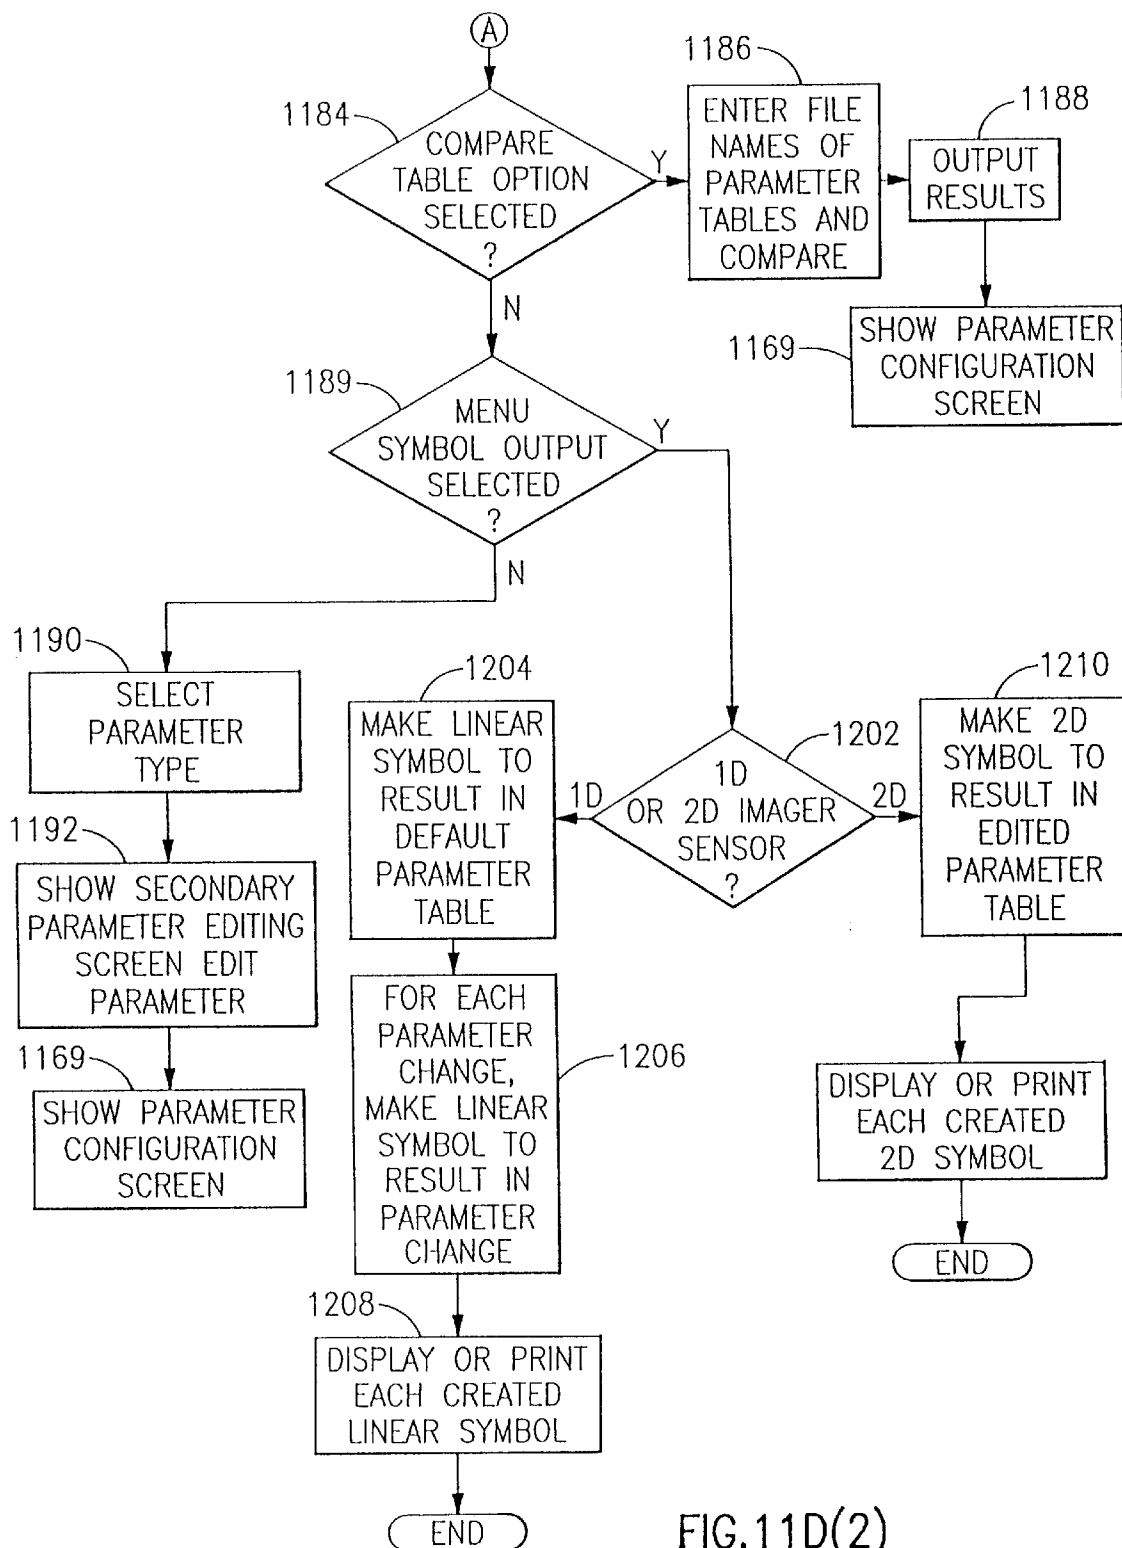 A
1184
COMPARE
TABLE OPTION
SELECTED
?
Y
N
1186
ENTER FILE
NAMES OF
PARAMETER
TABLES AND
COMPARE
1188
OUTPUT
RESULTS
1169
SHOW PARAMETER
CONFIGURATION
SCREEN
1189
MENU
SYMBOL OUTPUT
SELECTED
?
Y
N
1190
SELECT
PARAMETER
TYPE
1192
SHOW SECONDARY
PARAMETER EDITING
SCREEN EDIT
PARAMETER
1169
SHOW PARAMETER
CONFIGURATION
SCREEN
1202
1D
OR 2D IMAGER
SENSOR
?
1D
2D
1204
MAKE LINEAR
SYMBOL TO
RESULT IN
DEFAULT
PARAMETER
TABLE
1206
FOR EACH
PARAMETER
CHANGE,
MAKE LINEAR
SYMBOL TO
RESULT IN
PARAMETER
CHANGE
1208
DISPLAY OR PRINT
EACH CREATED
LINEAR SYMBOL
END
1210
MAKE 2D
SYMBOL TO
RESULT IN
EDITED
PARAMETER
TABLE
DISPLAY OR PRINT
EACH CREATED
2D SYMBOL
END
FIG.11D(2)